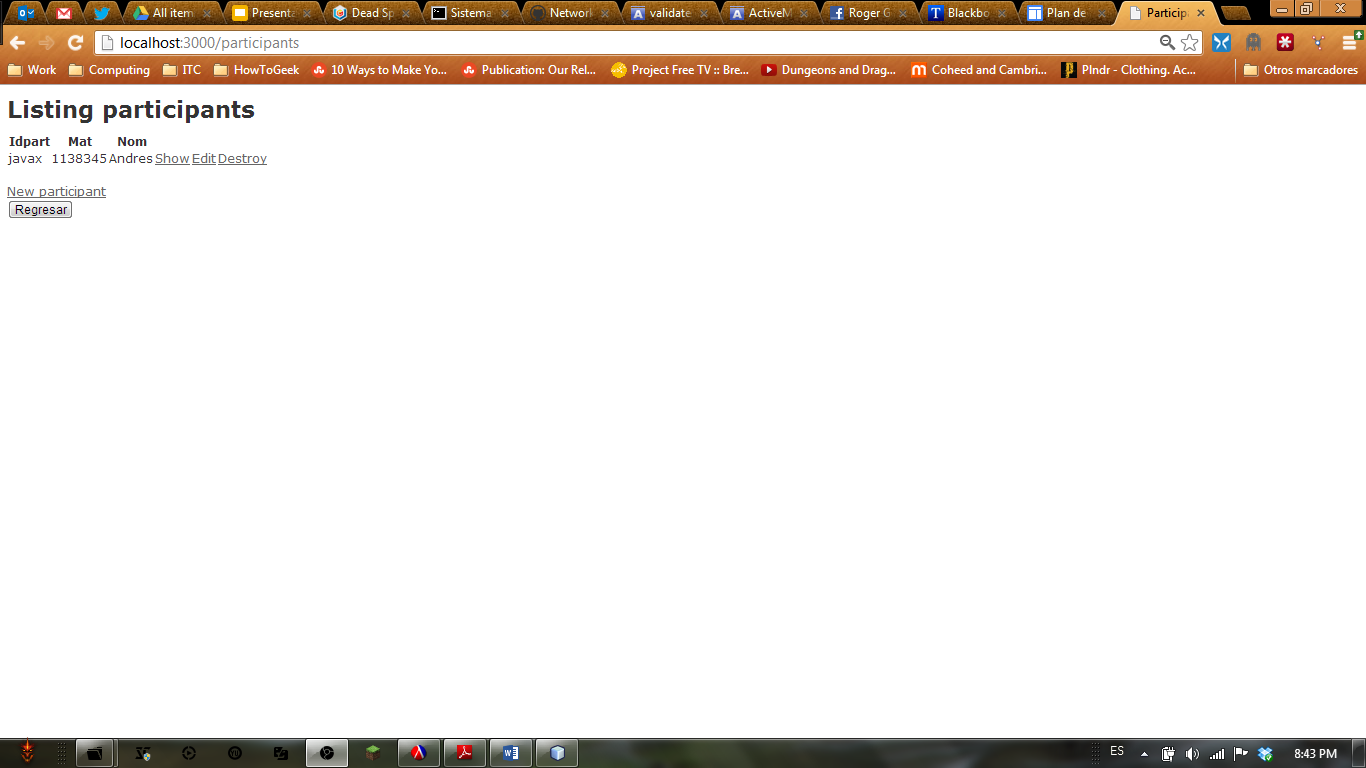 All item
Presenta
Dead Sp
Sistema
Network
validate
ActiveM
Roger G
Blackbo
Plan de
Particip
localhost:3000/participants
Work
Computing
ITC
HowToGeek
10 Ways to Make Yo...
Publication: Our Rel...
Project Free TV :: Bre...
Dungeons and Drag...
Coheed and Cambri...
Plndr - Clothing. Ac...
Otros marcadores
Listing participants
Idpart Mat Nom
javax 1138345 Andres Show Edit Destroy
New participant
Regresar
ES
8:43 PM